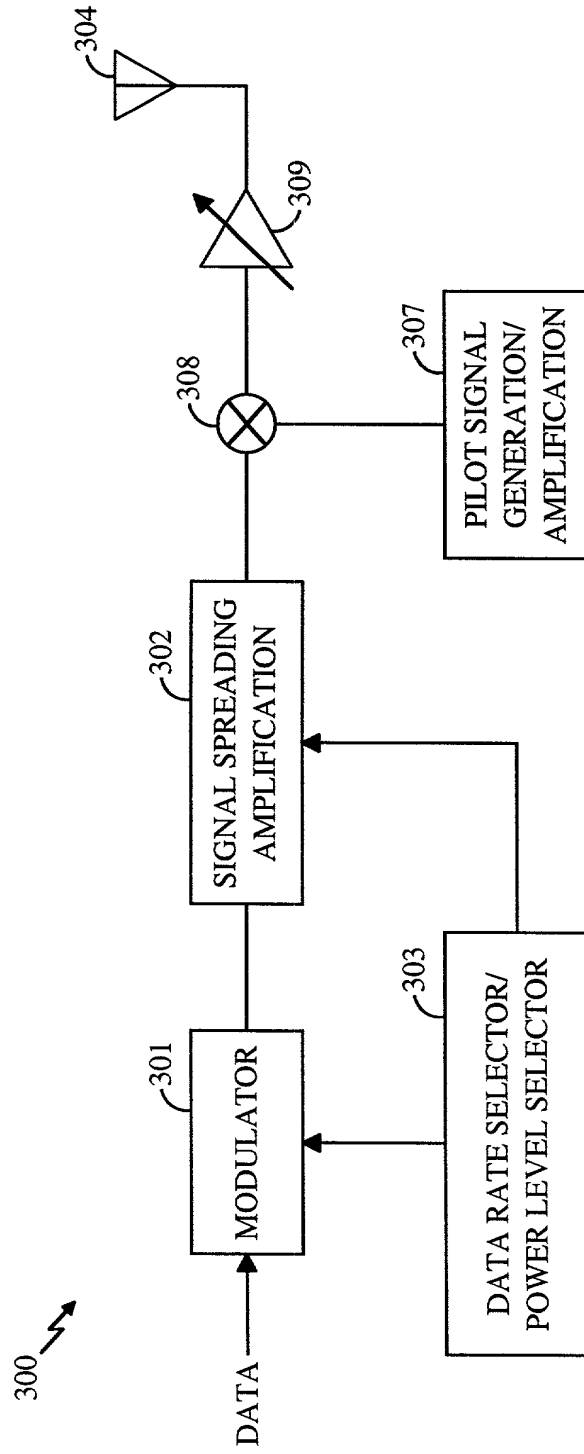 300
DATA
301
MODULATOR
302
SIGNAL SPREADING
AMPLIFICATION
303
DATA RATE SELECTOR/
POWER LEVEL SELECTOR
308
307
PILOT SIGNAL
GENERATION/
AMPLIFICATION
309
304